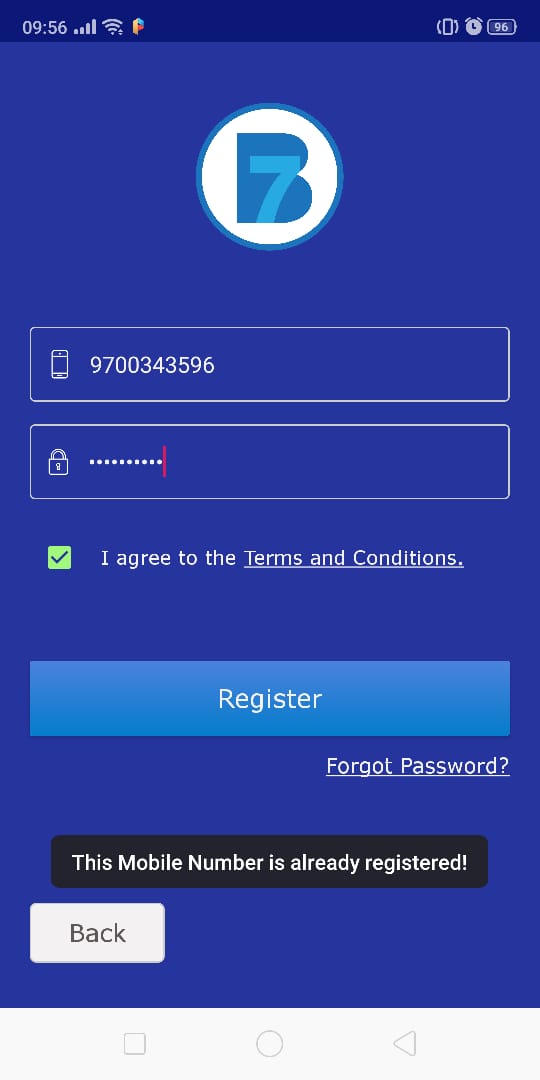 09:56
96
B7
9700343596
••••••••••
I agree to the Terms and Conditions.
Register
Forgot Password?
This Mobile Number is already registered!
Back